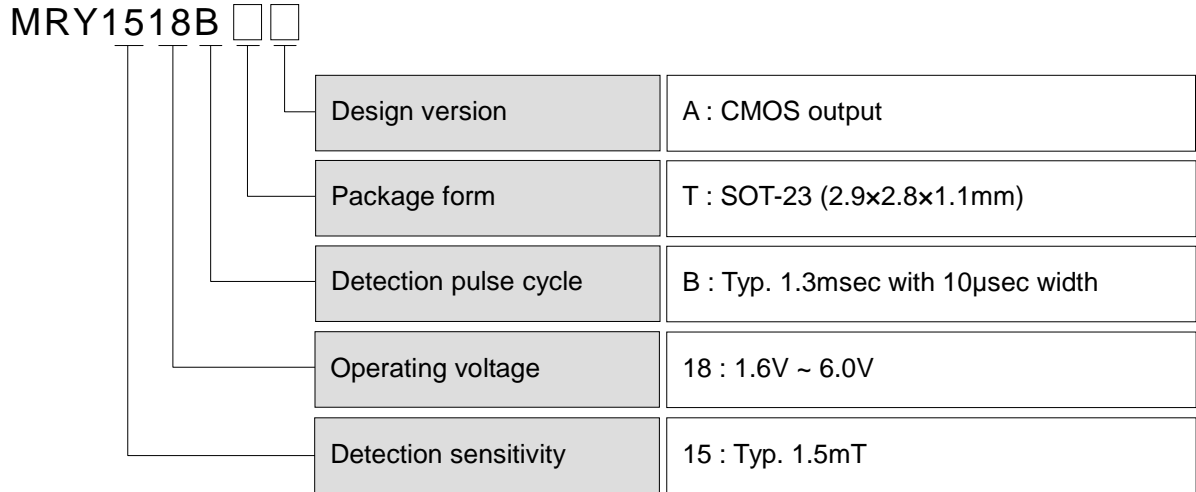 MRY1518B □ □
Design version A : CMOS output
Package form T : SOT-23 (2.9×2.8×1.1mm)
Detection pulse cycle B : Typ. 1.3msec with 10μsec width
Operating voltage 18 : 1.6V ~ 6.0V
Detection sensitivity 15 : Typ. 1.5mT